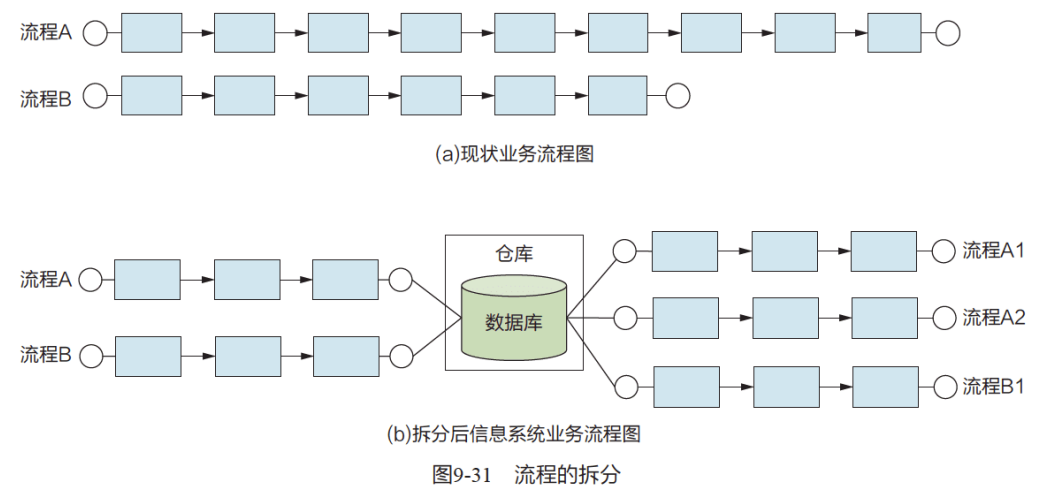 流程A
流程B
(a)现状业务流程图
仓库
流程A1
流程A
数据库
流程A2
流程B
流程B1
(b)拆分后信息系统业务流程图
图9-31 流程的拆分